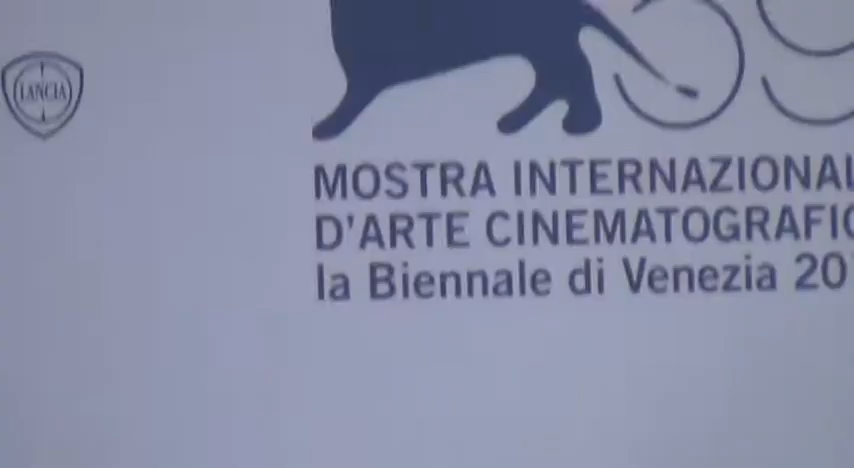 LANCIA
MOSTRA INTERNAZIONAL
D'ARTE CINEMATOGRAFIC
la Biennale di Venezia 20